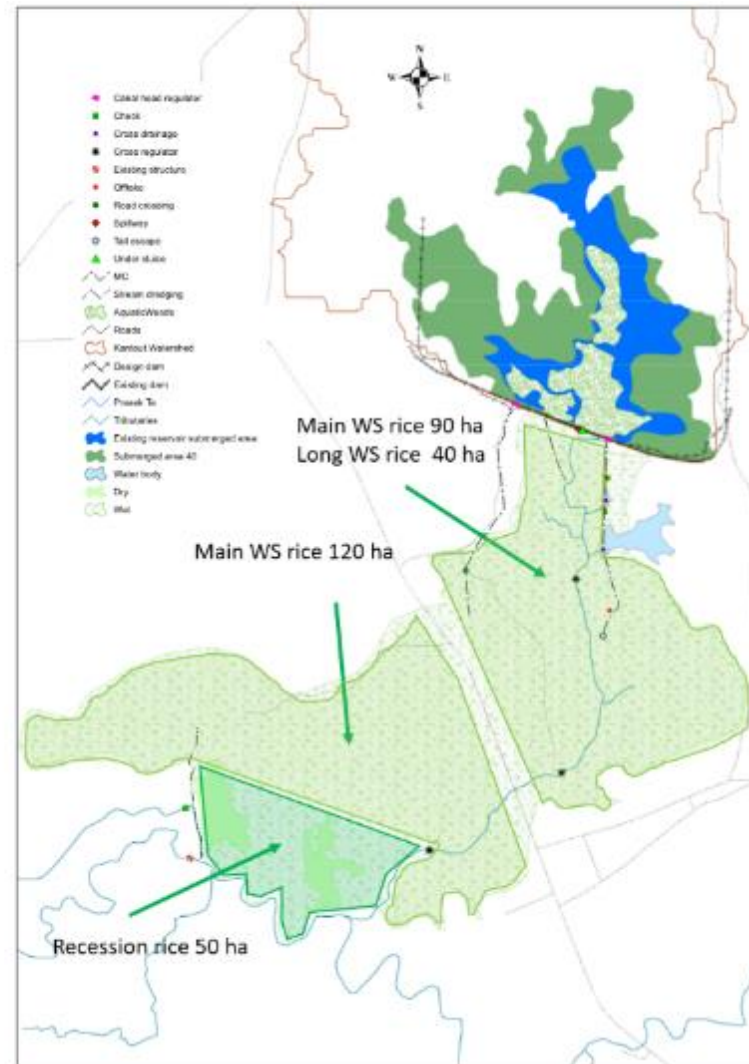 N
W E
S
Canal head regulator
Check
Cross drainage
Cross regulator
Existing structure
Offtake
Road crossing
Spillway
Tail escape
Under sluice
MC
Stream dredging
AquaticWeeds
Roads
Kantout Watershed
Design dam
Existing dam
Prasek Te
Tributaries
Existing reservoir submerged area
Submerged area 40
Water body
Dry
Wet
Main WS rice 90 ha
Long WS rice 40 ha
Main WS rice 120 ha
Recession rice 50 ha